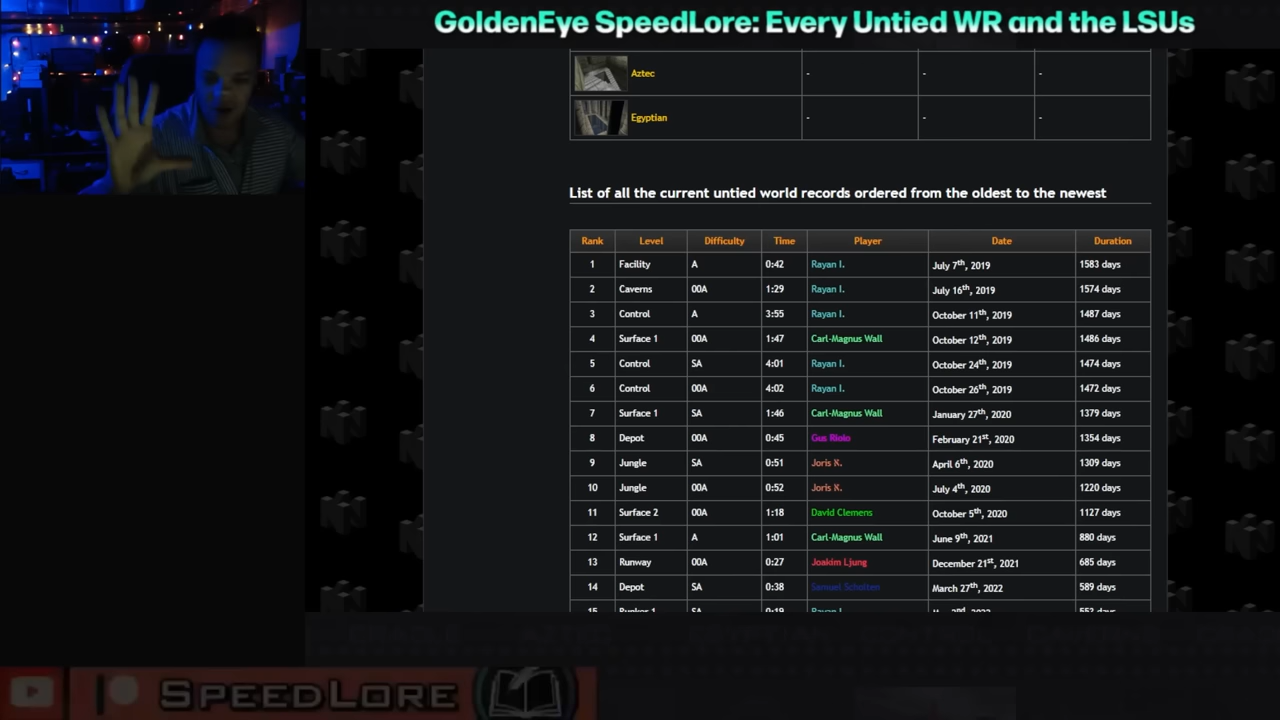 GoldenEye SpeedLore: Every Untied WR and the LSUs
Aztec - - -
Egyptian - - -
List of all the current untied world records ordered from the oldest to the newest
Rank Level Difficulty Time Player Date Duration
1 Facility A 0:42 Rayan I. July 7th, 2019 1583 days
2 Caverns 00A 1:29 Rayan I. July 16th, 2019 1574 days
3 Control A 3:55 Rayan I. October 11th, 2019 1487 days
4 Surface 1 00A 1:47 Carl-Magnus Wall October 12th, 2019 1486 days
5 Control SA 4:01 Rayan I. October 24th, 2019 1474 days
6 Control 00A 4:02 Rayan I. October 26th, 2019 1472 days
7 Surface 1 SA 1:46 Carl-Magnus Wall January 27th, 2020 1379 days
8 Depot 00A 0:45 Gus Riolo February 21st, 2020 1354 days
9 Jungle SA 0:51 Joris K. April 6th, 2020 1309 days
10 Jungle 00A 0:52 Joris K. July 4th, 2020 1220 days
11 Surface 2 00A 1:18 David Clemens October 5th, 2020 1127 days
12 Surface 1 A 1:01 Carl-Magnus Wall June 9th, 2021 880 days
13 Runway 00A 0:27 Joakim Ljung December 21st, 2021 685 days
14 Depot SA 0:38 Samuel Scholten March 27th, 2022 589 days
SPEEDLORE